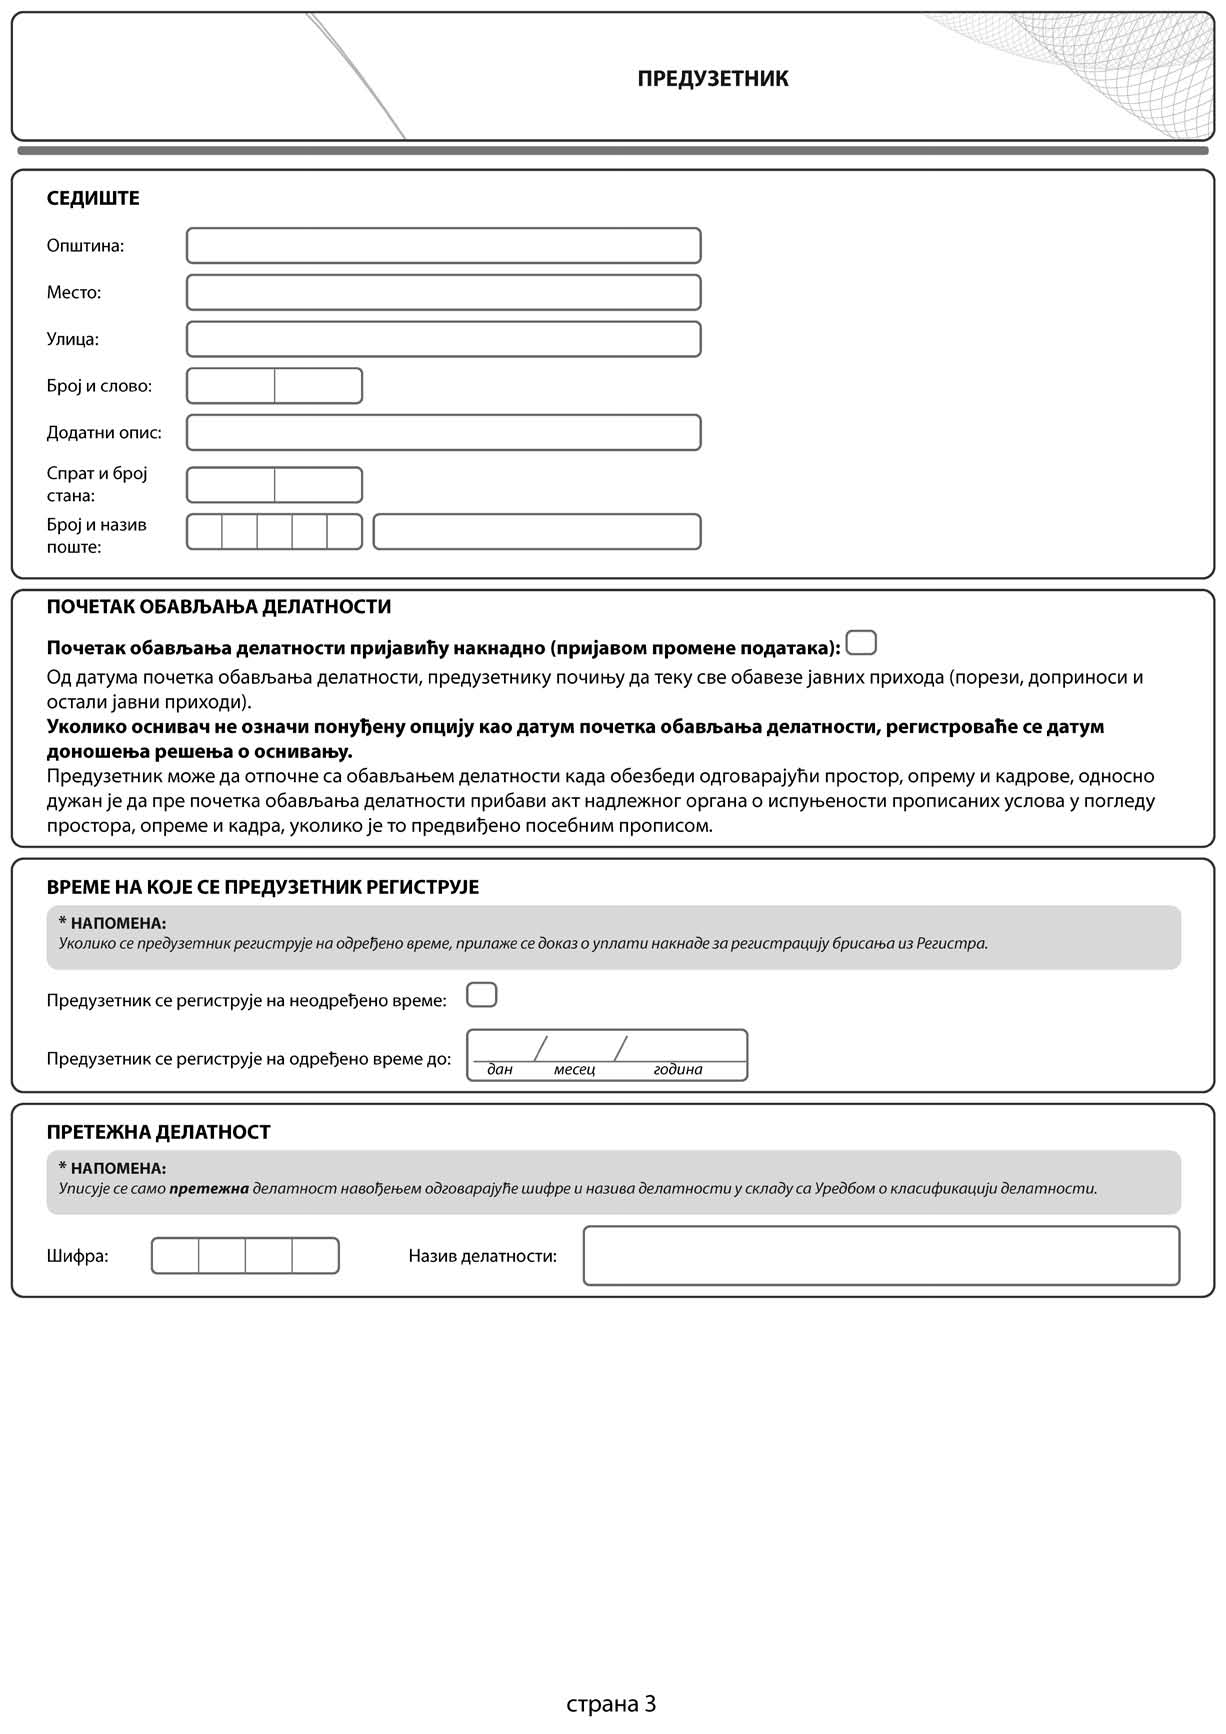 ПРЕДУЗЕТНИК
СЕДИШТЕ
Општина:
Место:
Улица:
Број и слово:
Додатни опис:
Спрат и број
стана:
Број и назив
поште:
ПОЧЕТАК ОБАВЉАЊА ДЕЛАТНОСТИ
Почетак обављања делатности пријавићу накнадно (пријавом промене података):
Од датума почетка обављања делатности, предузетнику почињу да теку све обавезе јавних прихода (порези, доприноси и
остали јавни приходи).
Уколико оснивач не означи понуђену опцију као датум почетка обављања делатности, регистроваће се датум
доношења решења о оснивању.
Предузетник може да отпочне са обављањем делатности када обезбеди одговарајући простор, опрему и кадрове, односно
дужан је да пре почетка обављања делатности прибави акт надлежног органа о испуњености прописаних услова у погледу
простора, опреме и кадра, уколико је то предвиђено посебним прописом.
ВРЕМЕ НА КОЈЕ СЕ ПРЕДУЗЕТНИК РЕГИСТРУЈЕ
* НАПОМЕНА:
Уколико се предузетник региструје на одређено време, прилаже се доказ о уплати накнаде за регистрацију брисања из Регистра.
Предузетник се региструје на неодређено време:
Предузетник се региструје на одређено време до:
дан месец година
ПРЕТЕЖНА ДЕЛАТНОСТ
* НАПОМЕНА:
Уписује се само претежна делатност навођењем одговарајуће шифре и назива делатности у складу са Уредбом о класификацији делатности.
Шифра: Назив делатности:
страна 3